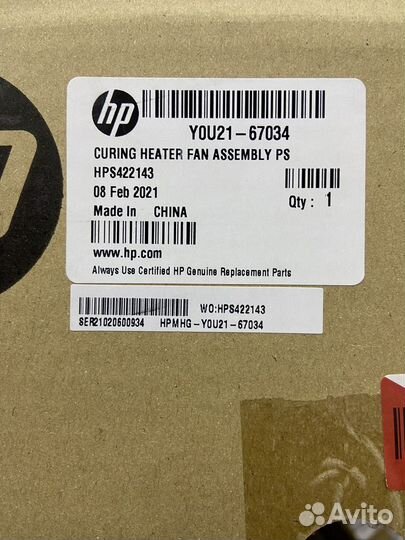 hp
Y0U21-67034
CURING HEATER FAN ASSEMBLY PS
HPS422143
08 Feb 2021
Qty : 1
Made In CHINA
www.hp.com
Always Use Certified HP Genuine Replacement Parts
WO:HPS422143
SER21020600934 HPMHG-Y0U21-67034
Avito